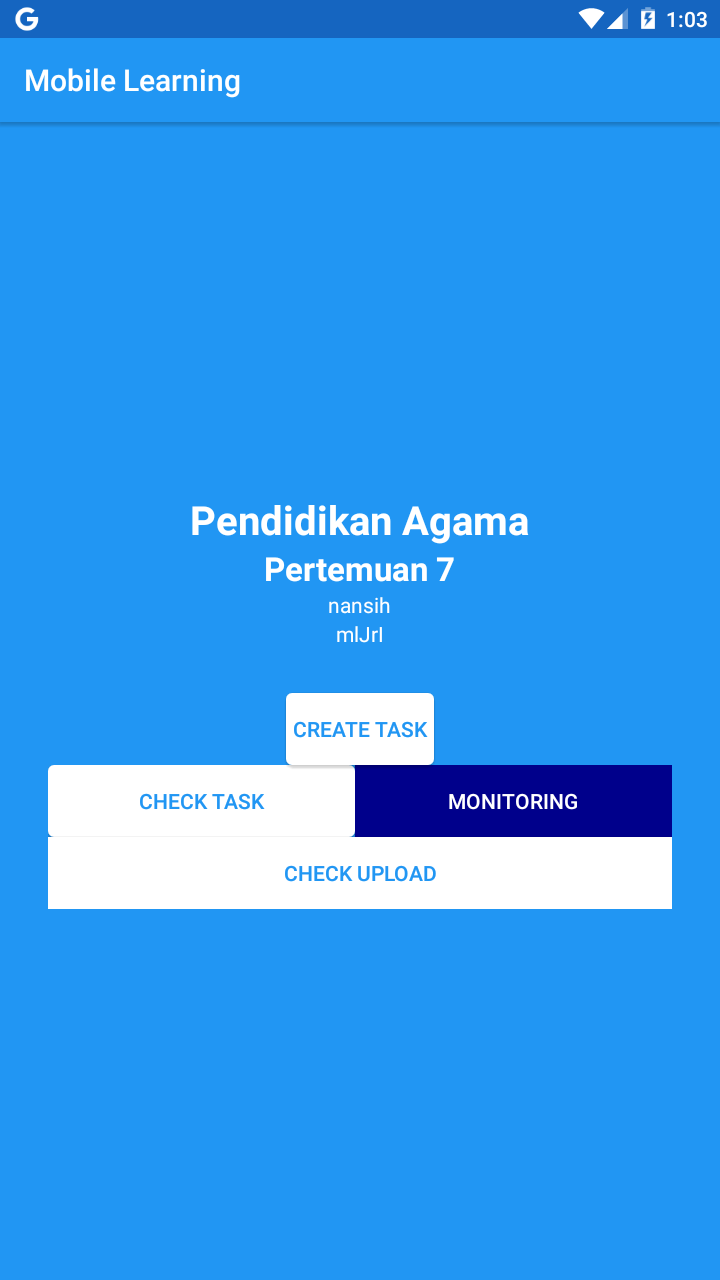 1:03
Mobile Learning
Pendidikan Agama
Pertemuan 7
nansih
mlJrI
CREATE TASK
CHECK TASK
MONITORING
CHECK UPLOAD